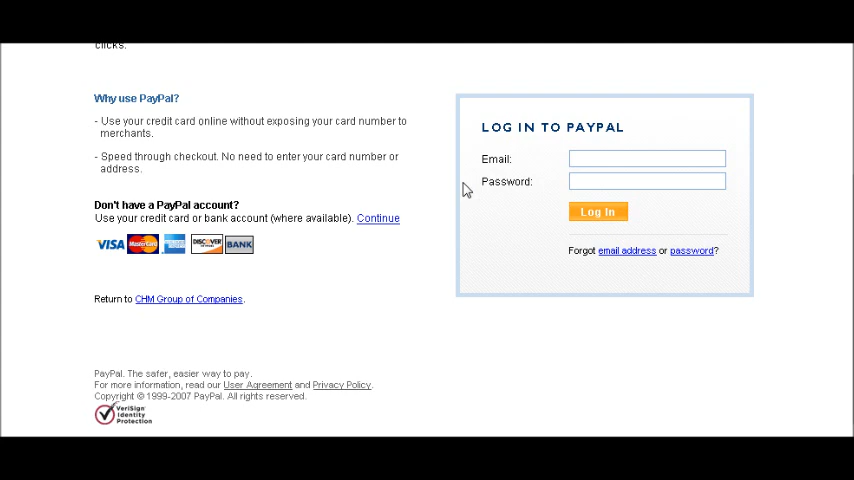 clicks.
Why use PayPal?
- Use your credit card online without exposing your card number to
merchants.
- Speed through checkout. No need to enter your card number or
address.
Don't have a PayPal account?
Use your credit card or bank account (where available). Continue
VISA MasterCard DISCOVER BANK
Return to CHM Group of Companies.
PayPal. The safer, easier way to pay.
For more information, read our User Agreement and Privacy Policy.
Copyright © 1999-2007 PayPal. All rights reserved.
VeriSign
Identity
Protection
LOG IN TO PAYPAL
Email:
Password:
Log In
Forgot email address or password?